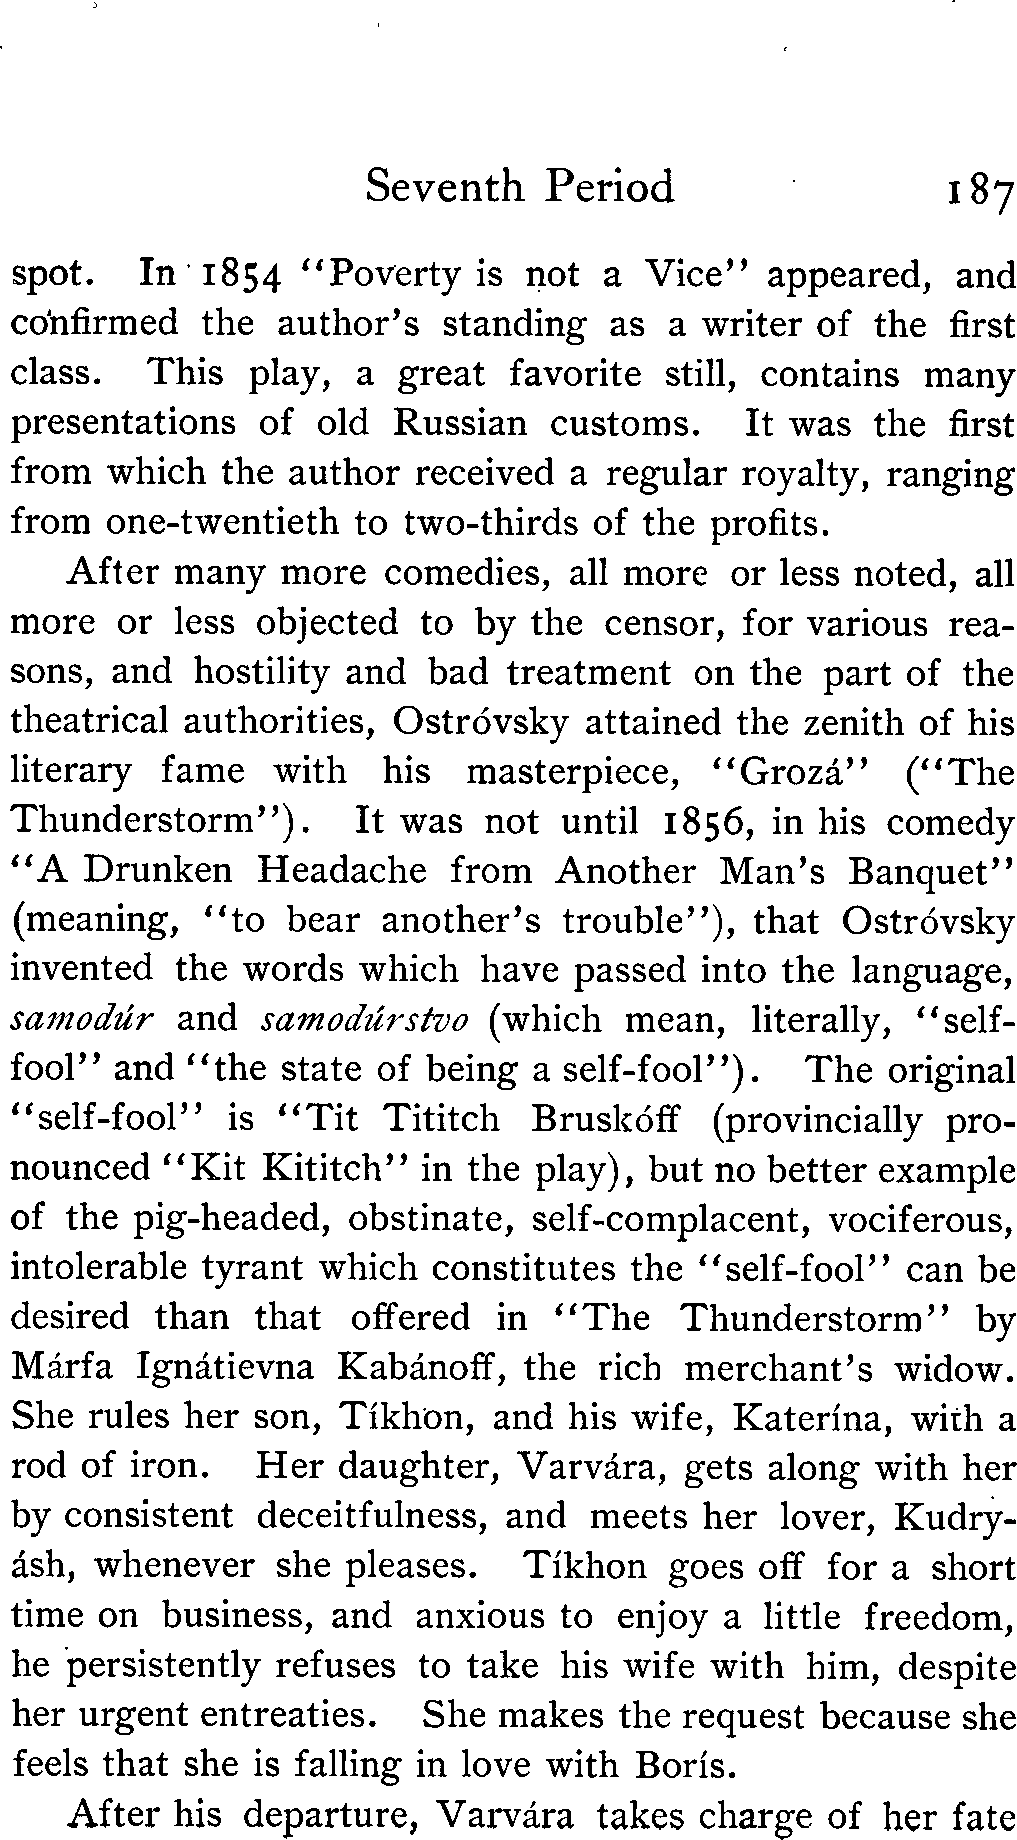 Seventh Period 187
spot. In 1854 "Poverty is not a Vice" appeared, and
confirmed the author's standing as a writer of the first
class. This play, a great favorite still, contains many
presentations of old Russian customs. It was the first
from which the author received a regular royalty, ranging
from one-twentieth to two-thirds of the profits.
After many more comedies, all more or less noted, all
more or less objected to by the censor, for various rea-
sons, and hostility and bad treatment on the part of the
theatrical authorities, Ostróvsky attained the zenith of his
literary fame with his masterpiece, "Grozá" ("The
Thunderstorm"). It was not until 1856, in his comedy
"A Drunken Headache from Another Man's Banquet"
(meaning, "to bear another's trouble"), that Ostróvsky
invented the words which have passed into the language,
samodúr and samodúrstvo (which mean, literally, "self-
fool" and "the state of being a self-fool"). The original
"self-fool" is "Tit Tititch Bruskóff (provincially pro-
nounced "Kit Kititch" in the play), but no better example
of the pig-headed, obstinate, self-complacent, vociferous,
intolerable tyrant which constitutes the "self-fool" can be
desired than that offered in "The Thunderstorm" by
Márfa Ignátievna Kabánoff, the rich merchant's widow.
She rules her son, Tíkhon, and his wife, Katerína, with a
rod of iron. Her daughter, Varvára, gets along with her
by consistent deceitfulness, and meets her lover, Kudry-
ásh, whenever she pleases. Tíkhon goes off for a short
time on business, and anxious to enjoy a little freedom,
he persistently refuses to take his wife with him, despite
her urgent entreaties. She makes the request because she
feels that she is falling in love with Borís.
After his departure, Varvára takes charge of her fate